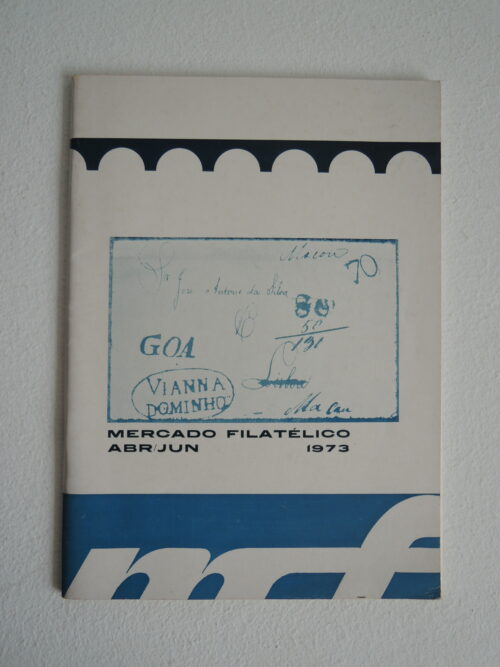 Macau
70
Sr José Antonio da Silva
88
50
131
GOA
Lisboa
VIANNA
DOMINHO
Macau
MERCADO FILATÉLICO
ABR/JUN 1973
mf